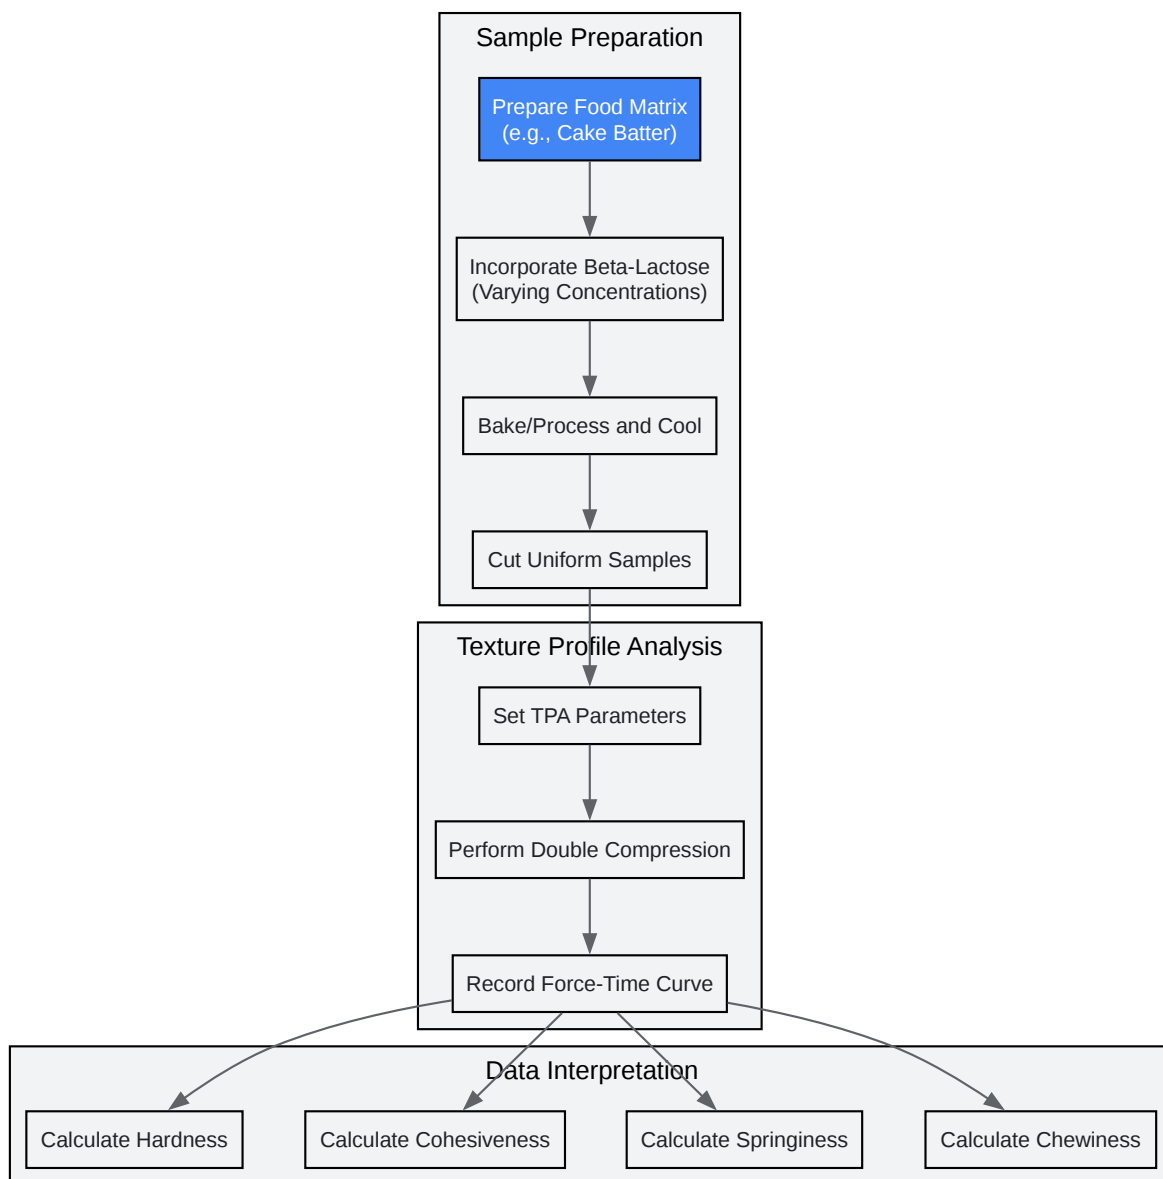 Sample Preparation
Prepare Food Matrix
(e.g., Cake Batter)
Incorporate Beta-Lactose
(Varying Concentrations)
Bake/Process and Cool
Cut Uniform Samples
Texture Profile Analysis
Set TPA Parameters
Perform Double Compression
Record Force-Time Curve
Data Interpretation
Calculate Hardness
Calculate Cohesiveness
Calculate Springiness
Calculate Chewiness